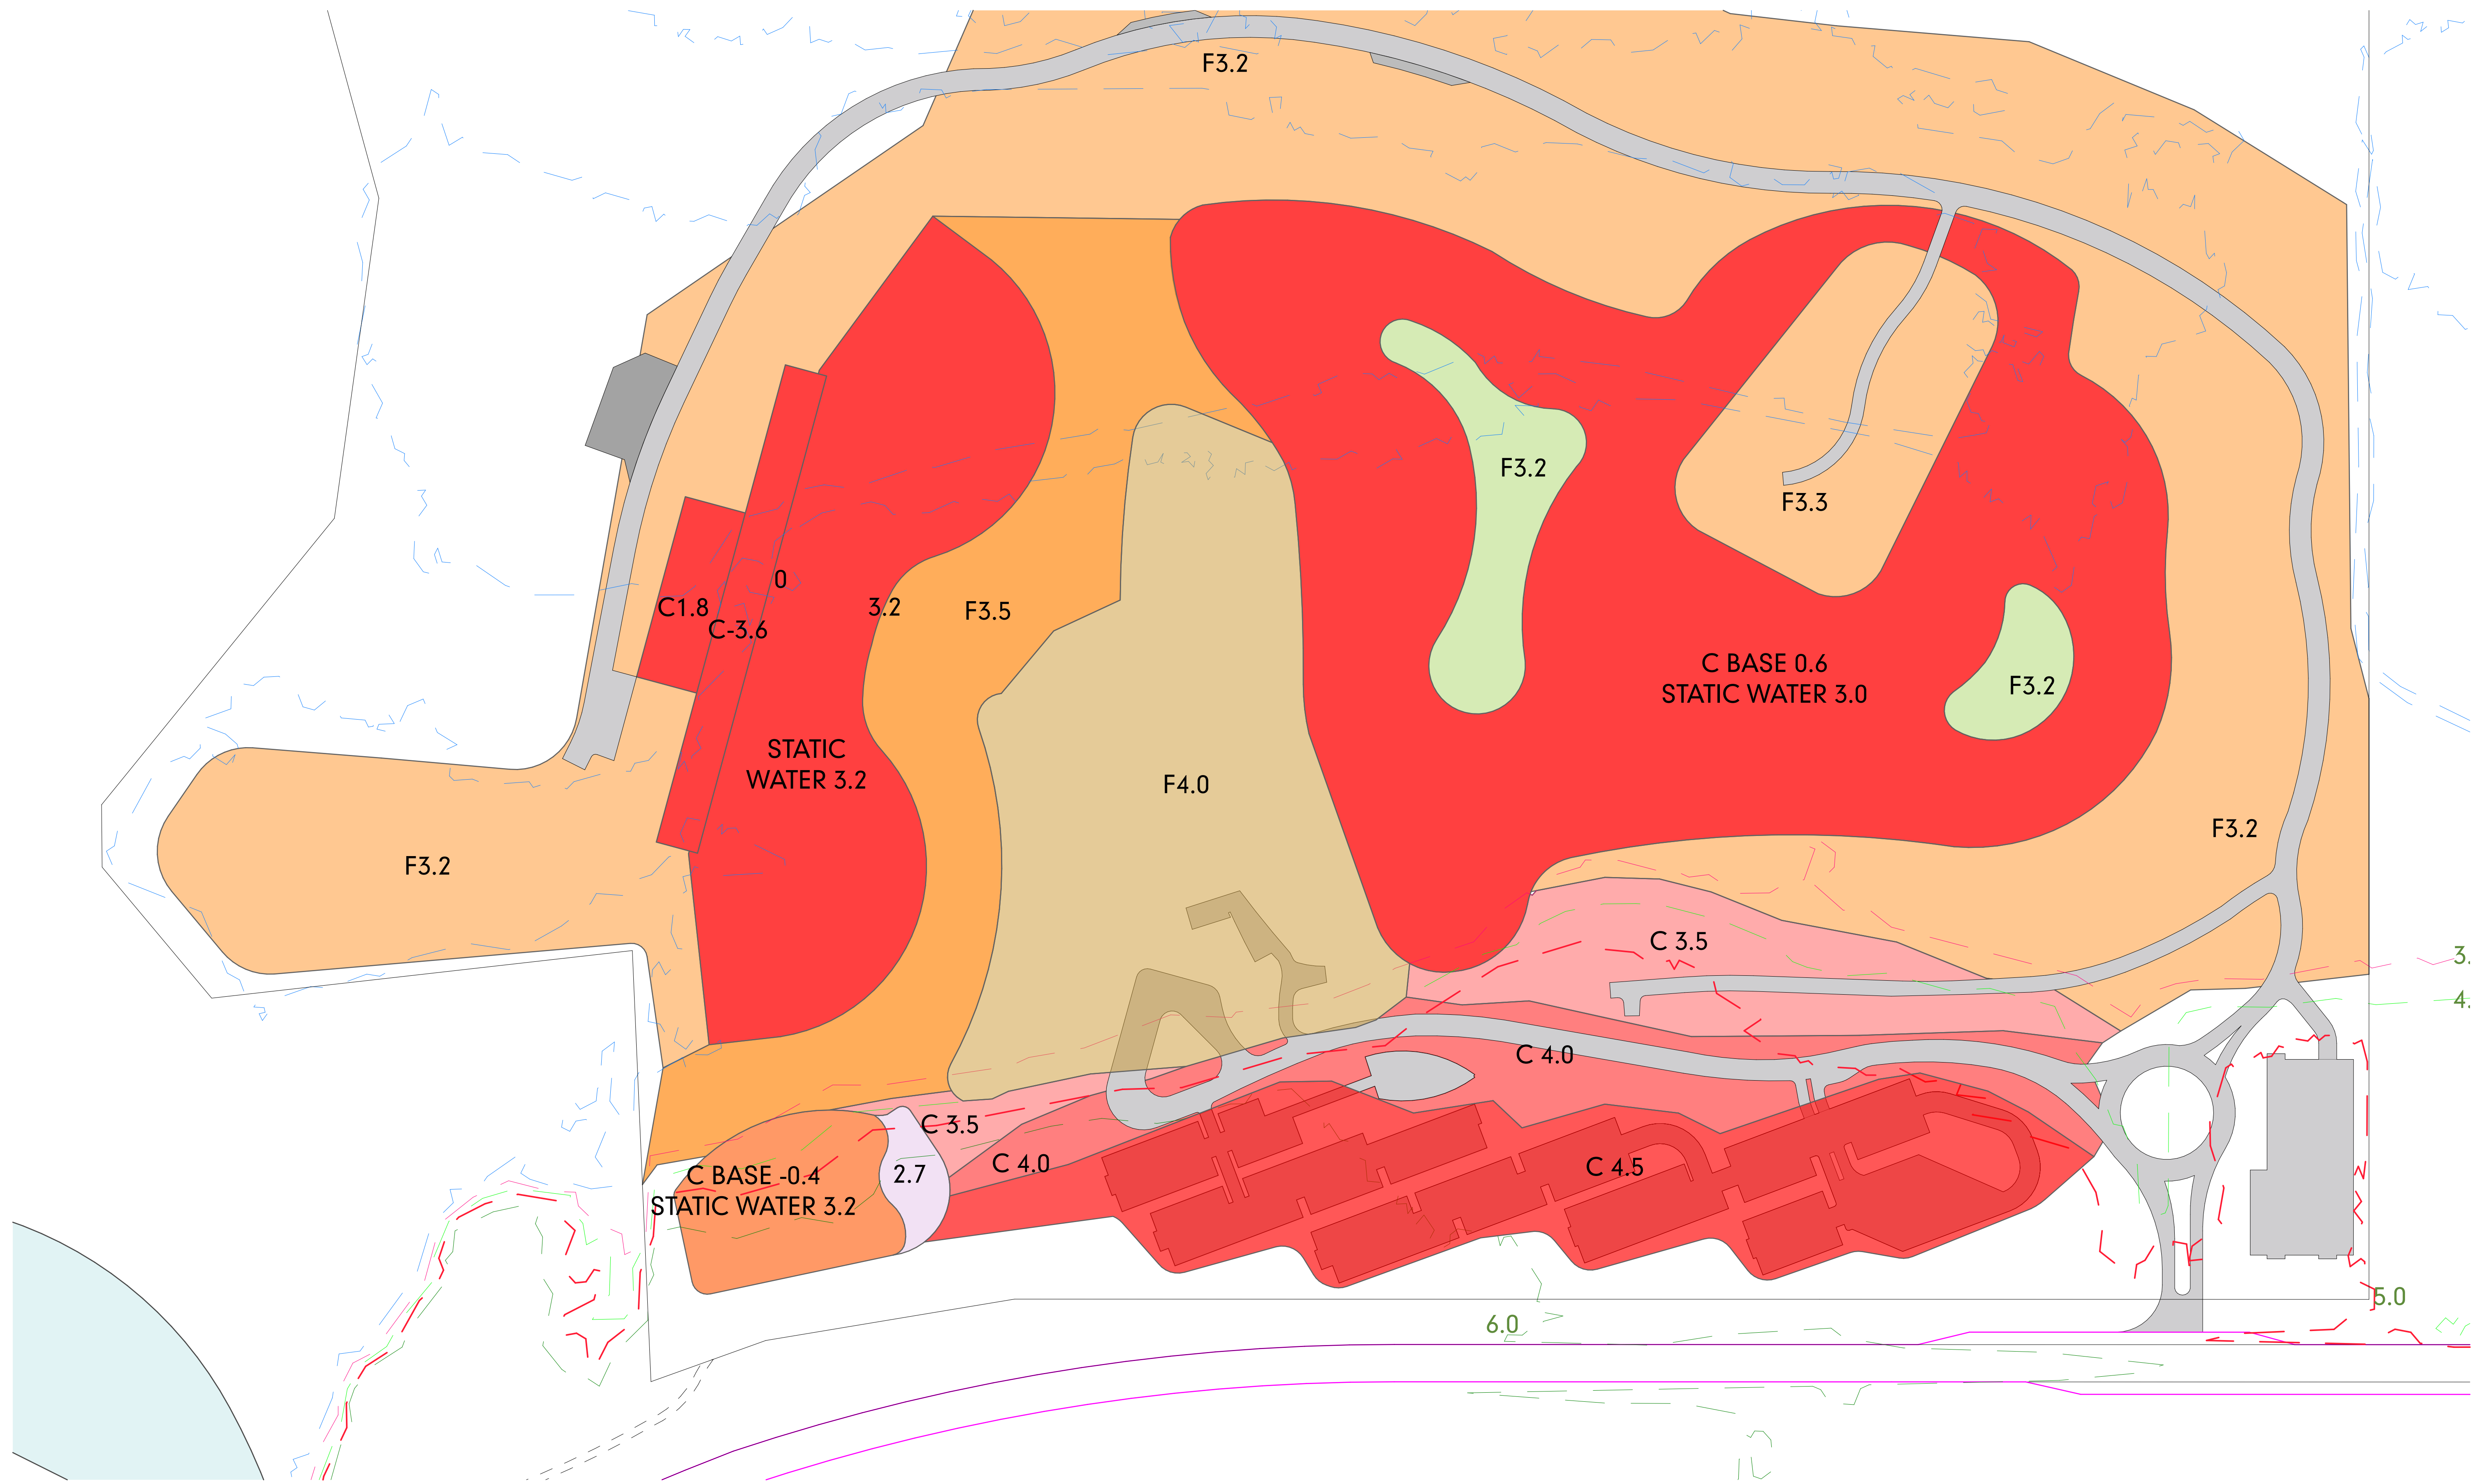 F3.2
F3.2
F3.3
0
C1.8
3.2
F3.5
C-3.6
C BASE 0.6
STATIC WATER 3.0
F3.2
STATIC
WATER 3.2
F4.0
F3.2
F3.2
C 3.5
3.
4.
C 4.0
C 3.5
C 4.0
C 4.5
C BASE -0.4
STATIC WATER 3.2
2.7
5.0
6.0